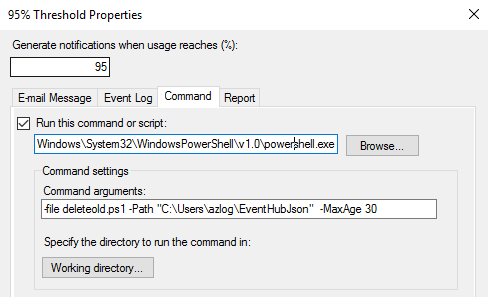 95% Threshold Properties
Generate notifications when usage reaches (%):
95
E-mail Message Event Log Command Report
Run this command or script:
Windows\System32\WindowsPowerShell\v1.0\powershell.exe Browse...
Command settings
Command arguments:
-file deleteold.ps1 -Path "C:\Users\azlog\EventHubJson" -MaxAge 30
Specify the directory to run the command in:
Working directory...